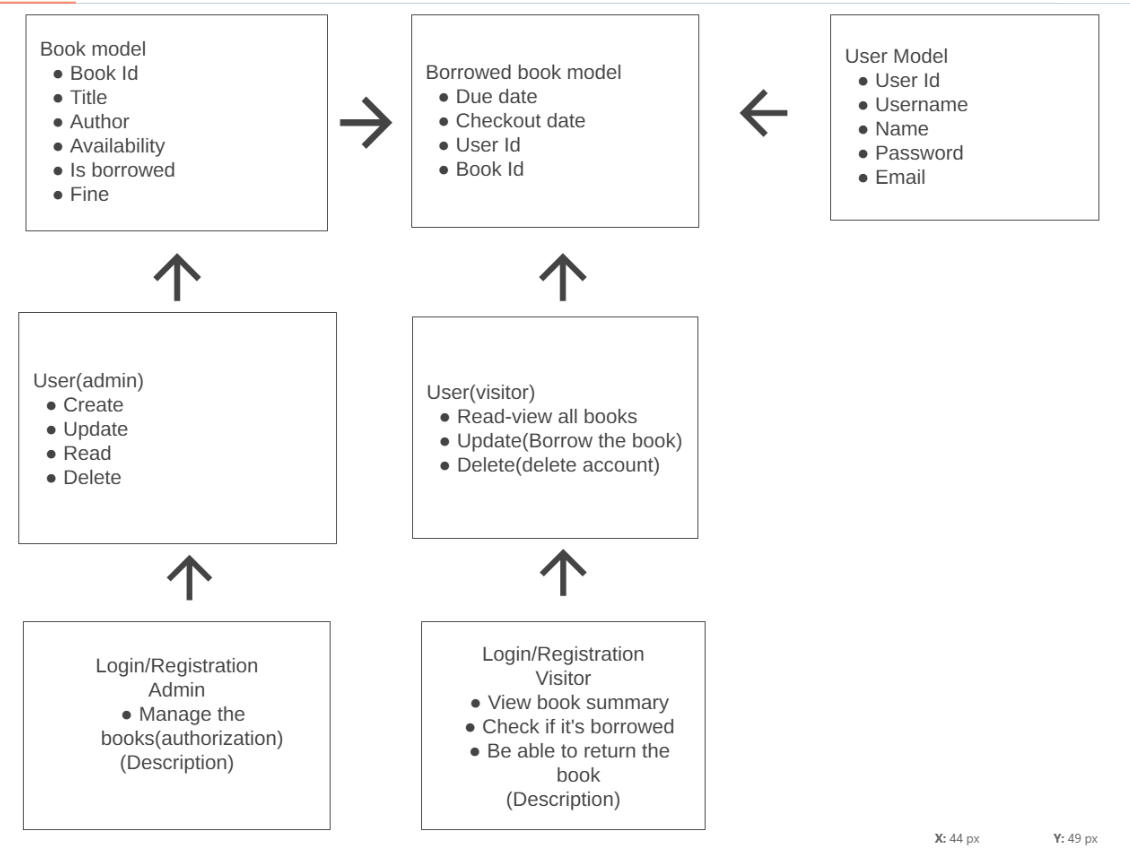 Book model
● Book Id
● Title
● Author
● Availability
● Is borrowed
● Fine
Borrowed book model
● Due date
● Checkout date
● User Id
● Book Id
User Model
● User Id
● Username
● Name
● Password
● Email
User(admin)
● Create
● Update
● Read
● Delete
User(visitor)
● Read-view all books
● Update(Borrow the book)
● Delete(delete account)
Login/Registration
Admin
● Manage the
books(authorization)
(Description)
Login/Registration
Visitor
● View book summary
● Check if it's borrowed
● Be able to return the
book
(Description)
X: 44 px
Y: 49 px